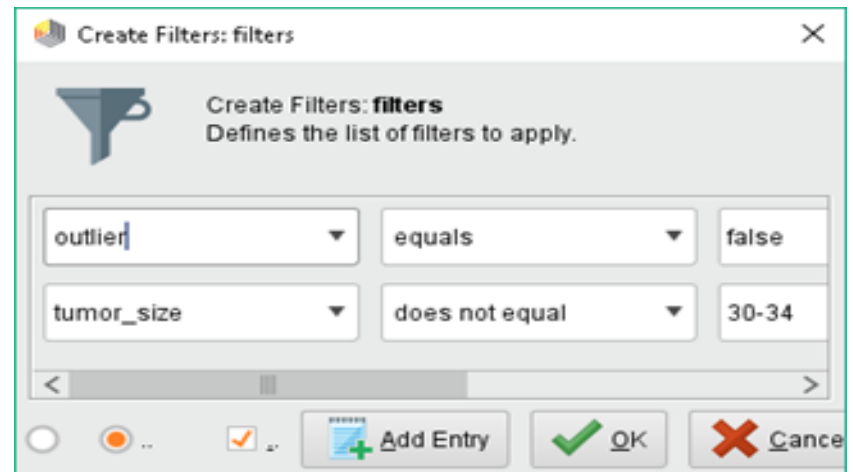 Create Filters: filters
Create Filters: filters
Defines the list of filters to apply.
outlier equals false
tumor_size does not equal 30-34
.. .. Add Entry OK Cance